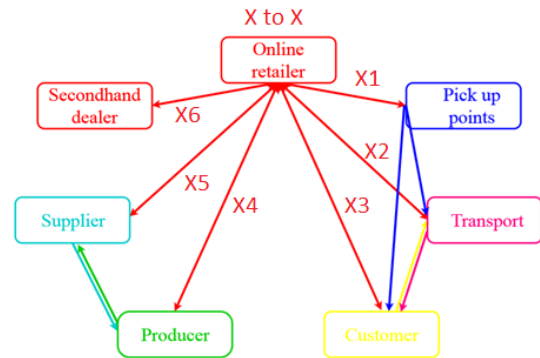 X to X
Online
retailer
X1
Secondhand
dealer
X6
Pick up
points
X2
X5
X4
X3
Supplier
Transport
Producer
Customer